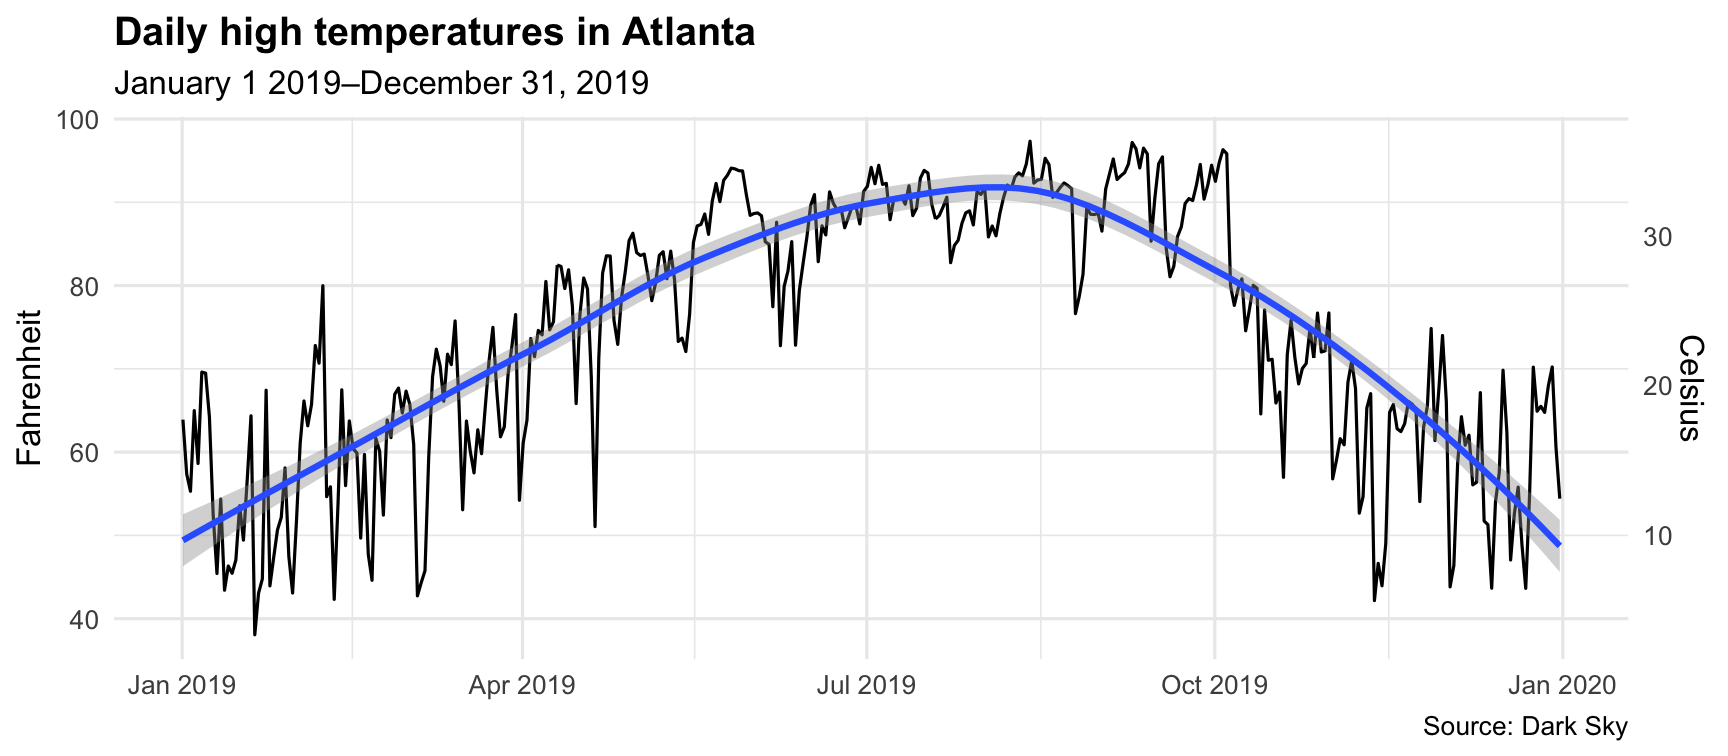 Daily high temperatures in Atlanta
January 1 2019–December 31, 2019
Fahrenheit
100
80
60
40
30
20
10
Celsius
Jan 2019 Apr 2019 Jul 2019 Oct 2019 Jan 2020
Source: Dark Sky